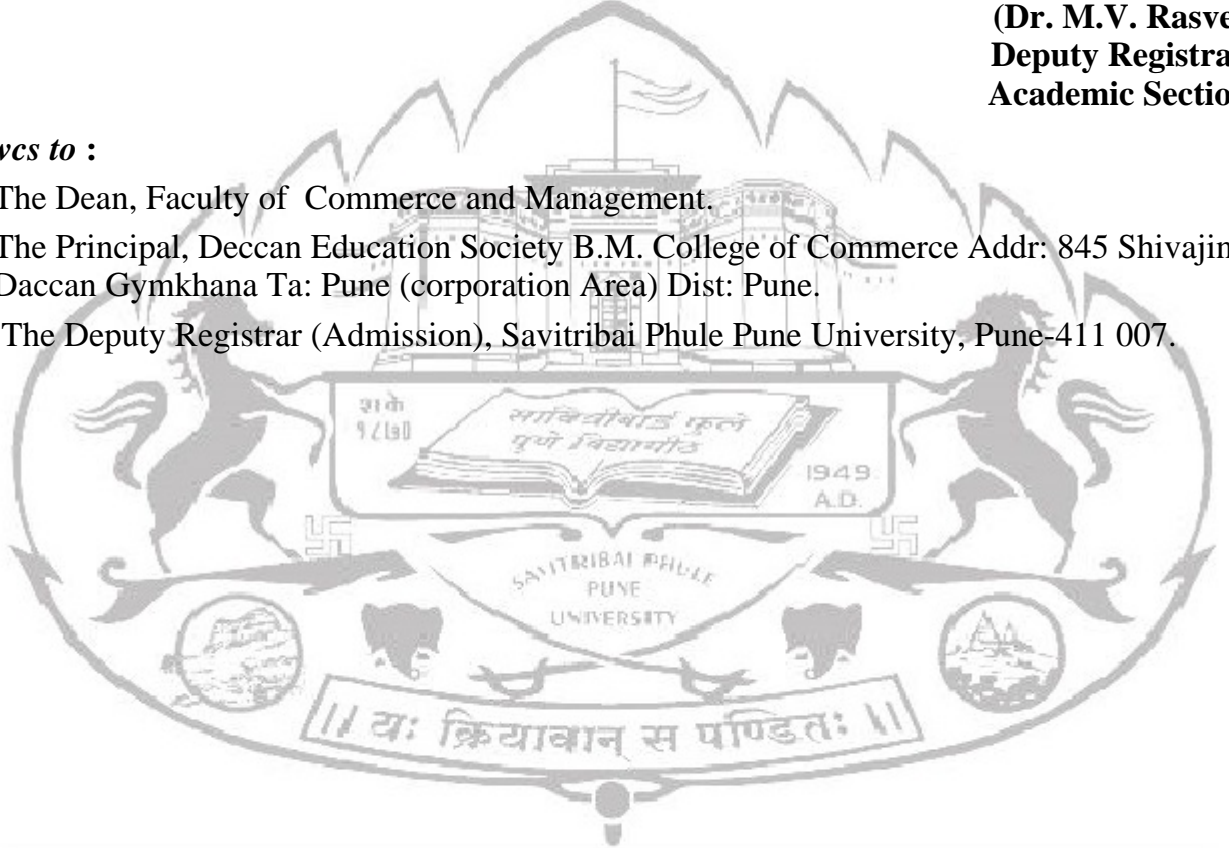 (Dr. M.V. Rasve
Deputy Registra
Academic Sectio
wcs to :
The Dean, Faculty of Commerce and Management.
The Principal, Deccan Education Society B.M. College of Commerce Addr: 845 Shivajin
Daccan Gymkhana Ta: Pune (corporation Area) Dist: Pune.
The Deputy Registrar (Admission), Savitribai Phule Pune University, Pune-411 007.
शके
१८७०
सावित्रीबाई फुले
पुणे विद्यापीठ
1949
A.D.
SAVITRIBAI PHULE
PUNE
UNIVERSITY
|| यः क्रियावान् स पण्डितः ||